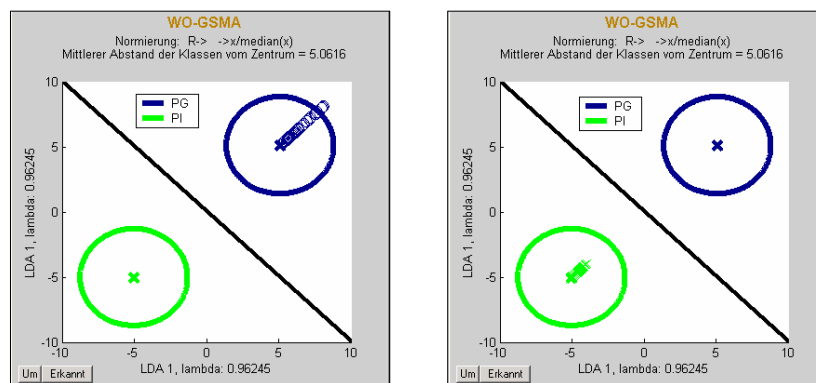 WO-GSMA
Normierung: R-> ->x/median(x)
Mittlerer Abstand der Klassen vom Zentrum = 5.0616
10
5
0
-5
-10
LDA 1, lambda: 0.96245
PG
PI
-10
-5
0
5
10
LDA 1, lambda: 0.96245
Um
Erkannt
WO-GSMA
Normierung: R-> ->x/median(x)
Mittlerer Abstand der Klassen vom Zentrum = 5.0616
10
5
0
-5
-10
LDA 1, lambda: 0.96245
PG
PI
-10
-5
0
5
10
LDA 1, lambda: 0.96245
Um
Erkannt